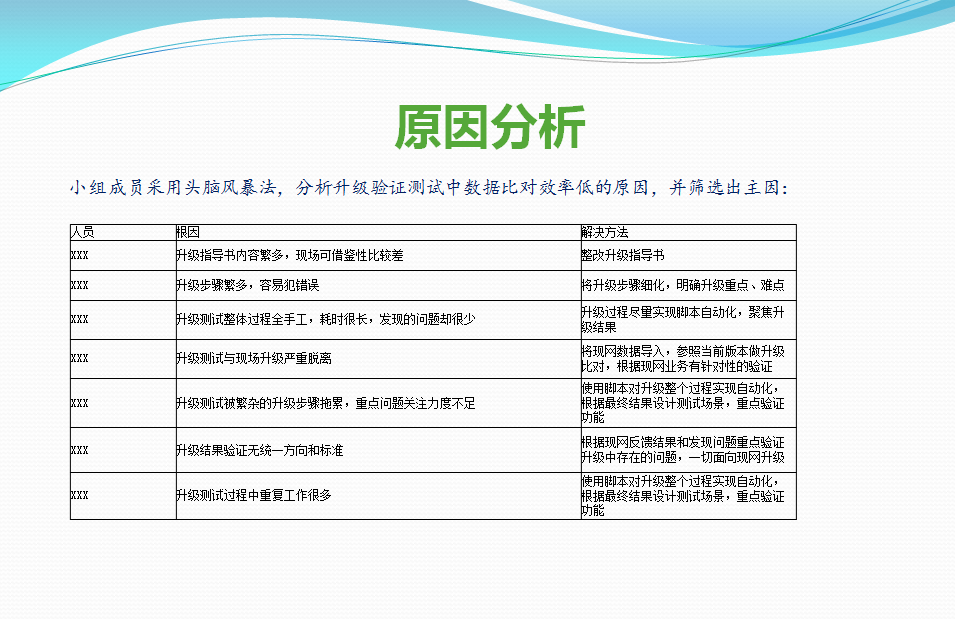 原因分析
小组成员采用头脑风暴法，分析升级验证测试中数据比对效率低的原因，并筛选出主因：
人员 根因 解决方法
XXX 升级指导书内容繁多，现场可借鉴性比较差 整改升级指导书
XXX 升级步骤繁多，容易犯错误 将升级步骤细化，明确升级重点、难点
XXX 升级测试整体过程全手工，耗时很长，发现的问题却很少 升级过程尽量实现脚本自动化，聚焦升
级结果
XXX 升级测试与现场升级严重脱离 将现网数据导入，参照当前版本做升级
比对，根据现网业务有针对性的验证
XXX 升级测试被繁杂的升级步骤拖累，重点问题关注力度不足 使用脚本对升级整个过程实现自动化，
根据最终结果设计测试场景，重点验证
功能
XXX 升级结果验证无统一方向和标准 根据现网反馈结果和发现问题重点验证
升级中存在的问题，一切面向现网升级
XXX 升级测试过程中重复工作很多 使用脚本对升级整个过程实现自动化，
根据最终结果设计测试场景，重点验证
功能